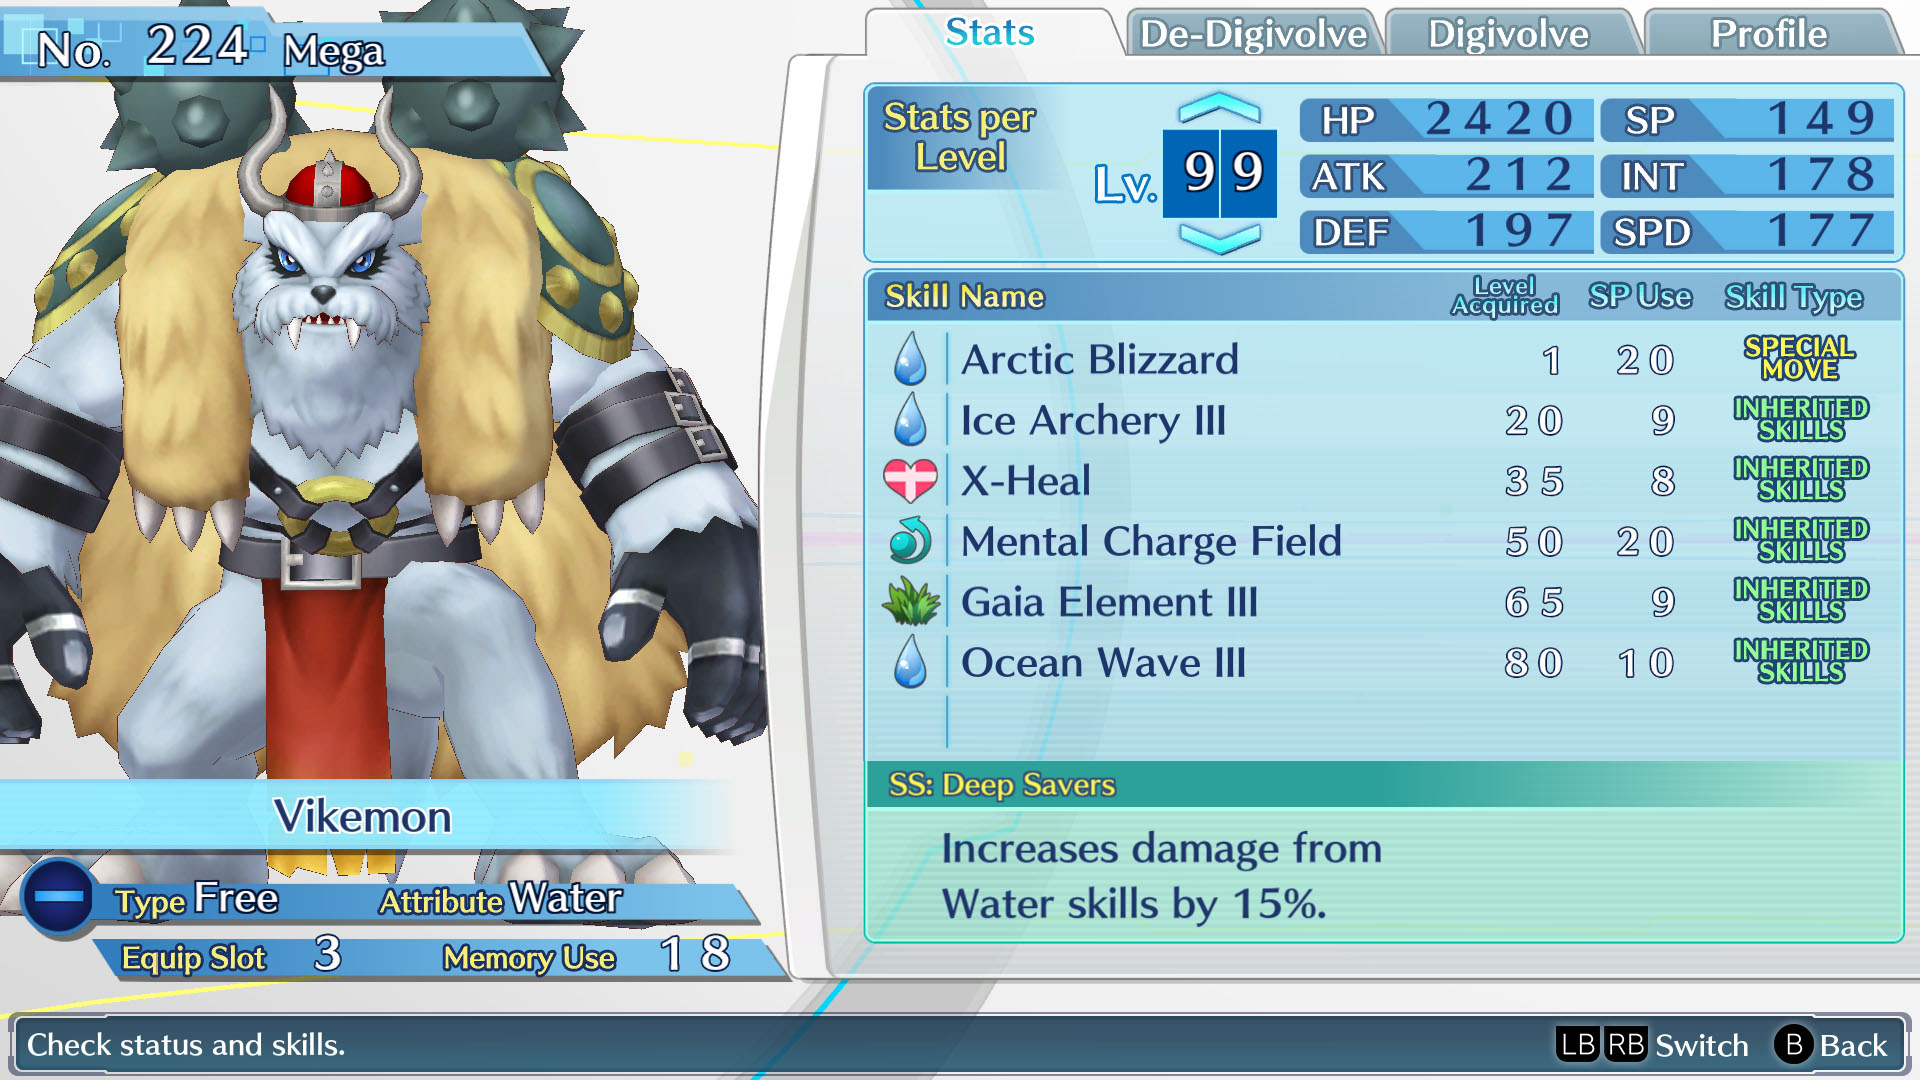 No. 224 Mega
Stats
De-Digivolve
Digivolve
Profile
Stats per
Level
Lv. 99
HP 2420
SP 149
ATK 212
INT 178
DEF 197
SPD 177
Skill Name
Level
Acquired
SP Use
Skill Type
Arctic Blizzard 1 20 SPECIAL
MOVE
Ice Archery III 20 9 INHERITED
SKILLS
X-Heal 35 8 INHERITED
SKILLS
Mental Charge Field 50 20 INHERITED
SKILLS
Gaia Element III 65 9 INHERITED
SKILLS
Ocean Wave III 80 10 INHERITED
SKILLS
SS: Deep Savers
Increases damage from
Water skills by 15%.
Vikemon
Type Free Attribute Water
Equip Slot 3 Memory Use 18
Check status and skills.
LB RB Switch B Back